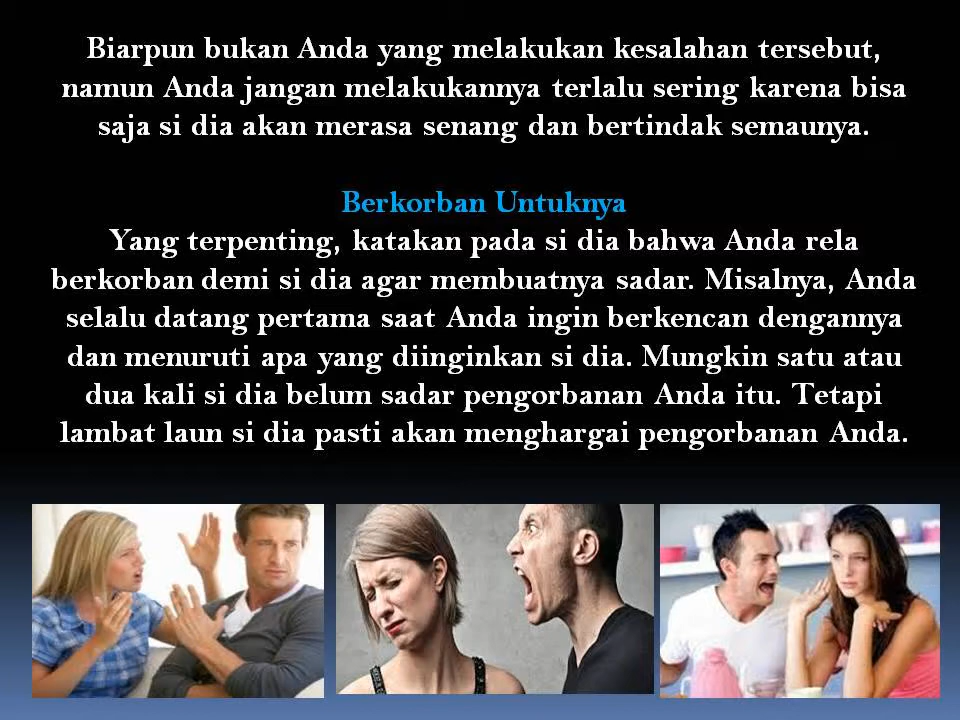 Biarpun bukan Anda yang melakukan kesalahan tersebut,
namun Anda jangan melakukannya terlalu sering karena bisa
saja si dia akan merasa senang dan bertindak semaunya.
Berkorban Untuknya
Yang terpenting, katakan pada si dia bahwa Anda rela
berkorban demi si dia agar membuatnya sadar. Misalnya, Anda
selalu datang pertama saat Anda ingin berkencan dengannya
dan menuruti apa yang diinginkan si dia. Mungkin satu atau
dua kali si dia belum sadar pengorbanan Anda itu. Tetapi
lambat laun si dia pasti akan menghargai pengorbanan Anda.